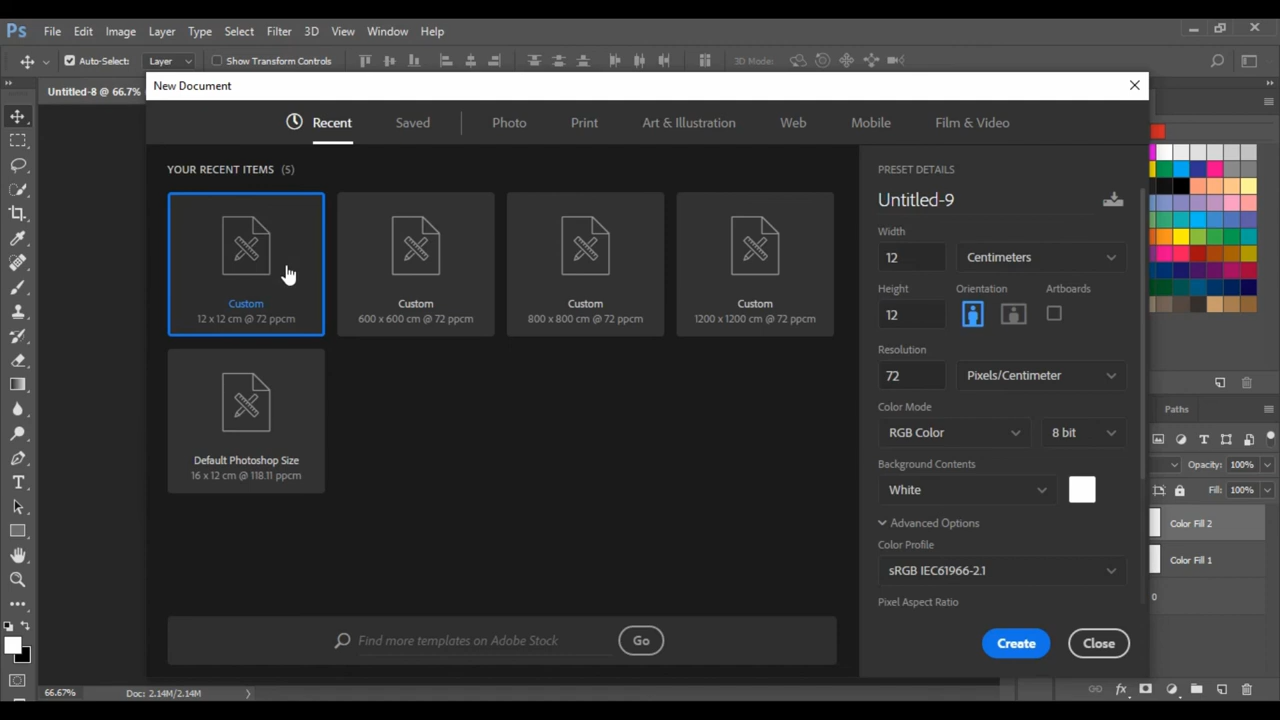 Ps File Edit Image Layer Type Select Filter 3D View Window Help
Auto-Select: Layer Show Transform Controls 3D Mode:
Untitled-8 @ 66.7%
New Document
Recent Saved Photo Print Art & Illustration Web Mobile Film & Video
YOUR RECENT ITEMS (5)
Custom
12 x 12 cm @ 72 ppcm
Custom
600 x 600 cm @ 72 ppcm
Custom
800 x 800 cm @ 72 ppcm
Custom
1200 x 1200 cm @ 72 ppcm
Default Photoshop Size
16 x 12 cm @ 118.11 ppcm
Find more templates on Adobe Stock
Go
PRESET DETAILS
Untitled-9
Width
12 Centimeters
Height Orientation Artboards
12
Resolution
72 Pixels/Centimeter
Color Mode
RGB Color 8 bit
Background Contents
White
Advanced Options
Color Profile
sRGB IEC61966-2.1
Pixel Aspect Ratio
Create Close
Paths
Opacity: 100%
Fill: 100%
Color Fill 2
Color Fill 1
0
66.67% Doc: 2.14M/2.14M
fx